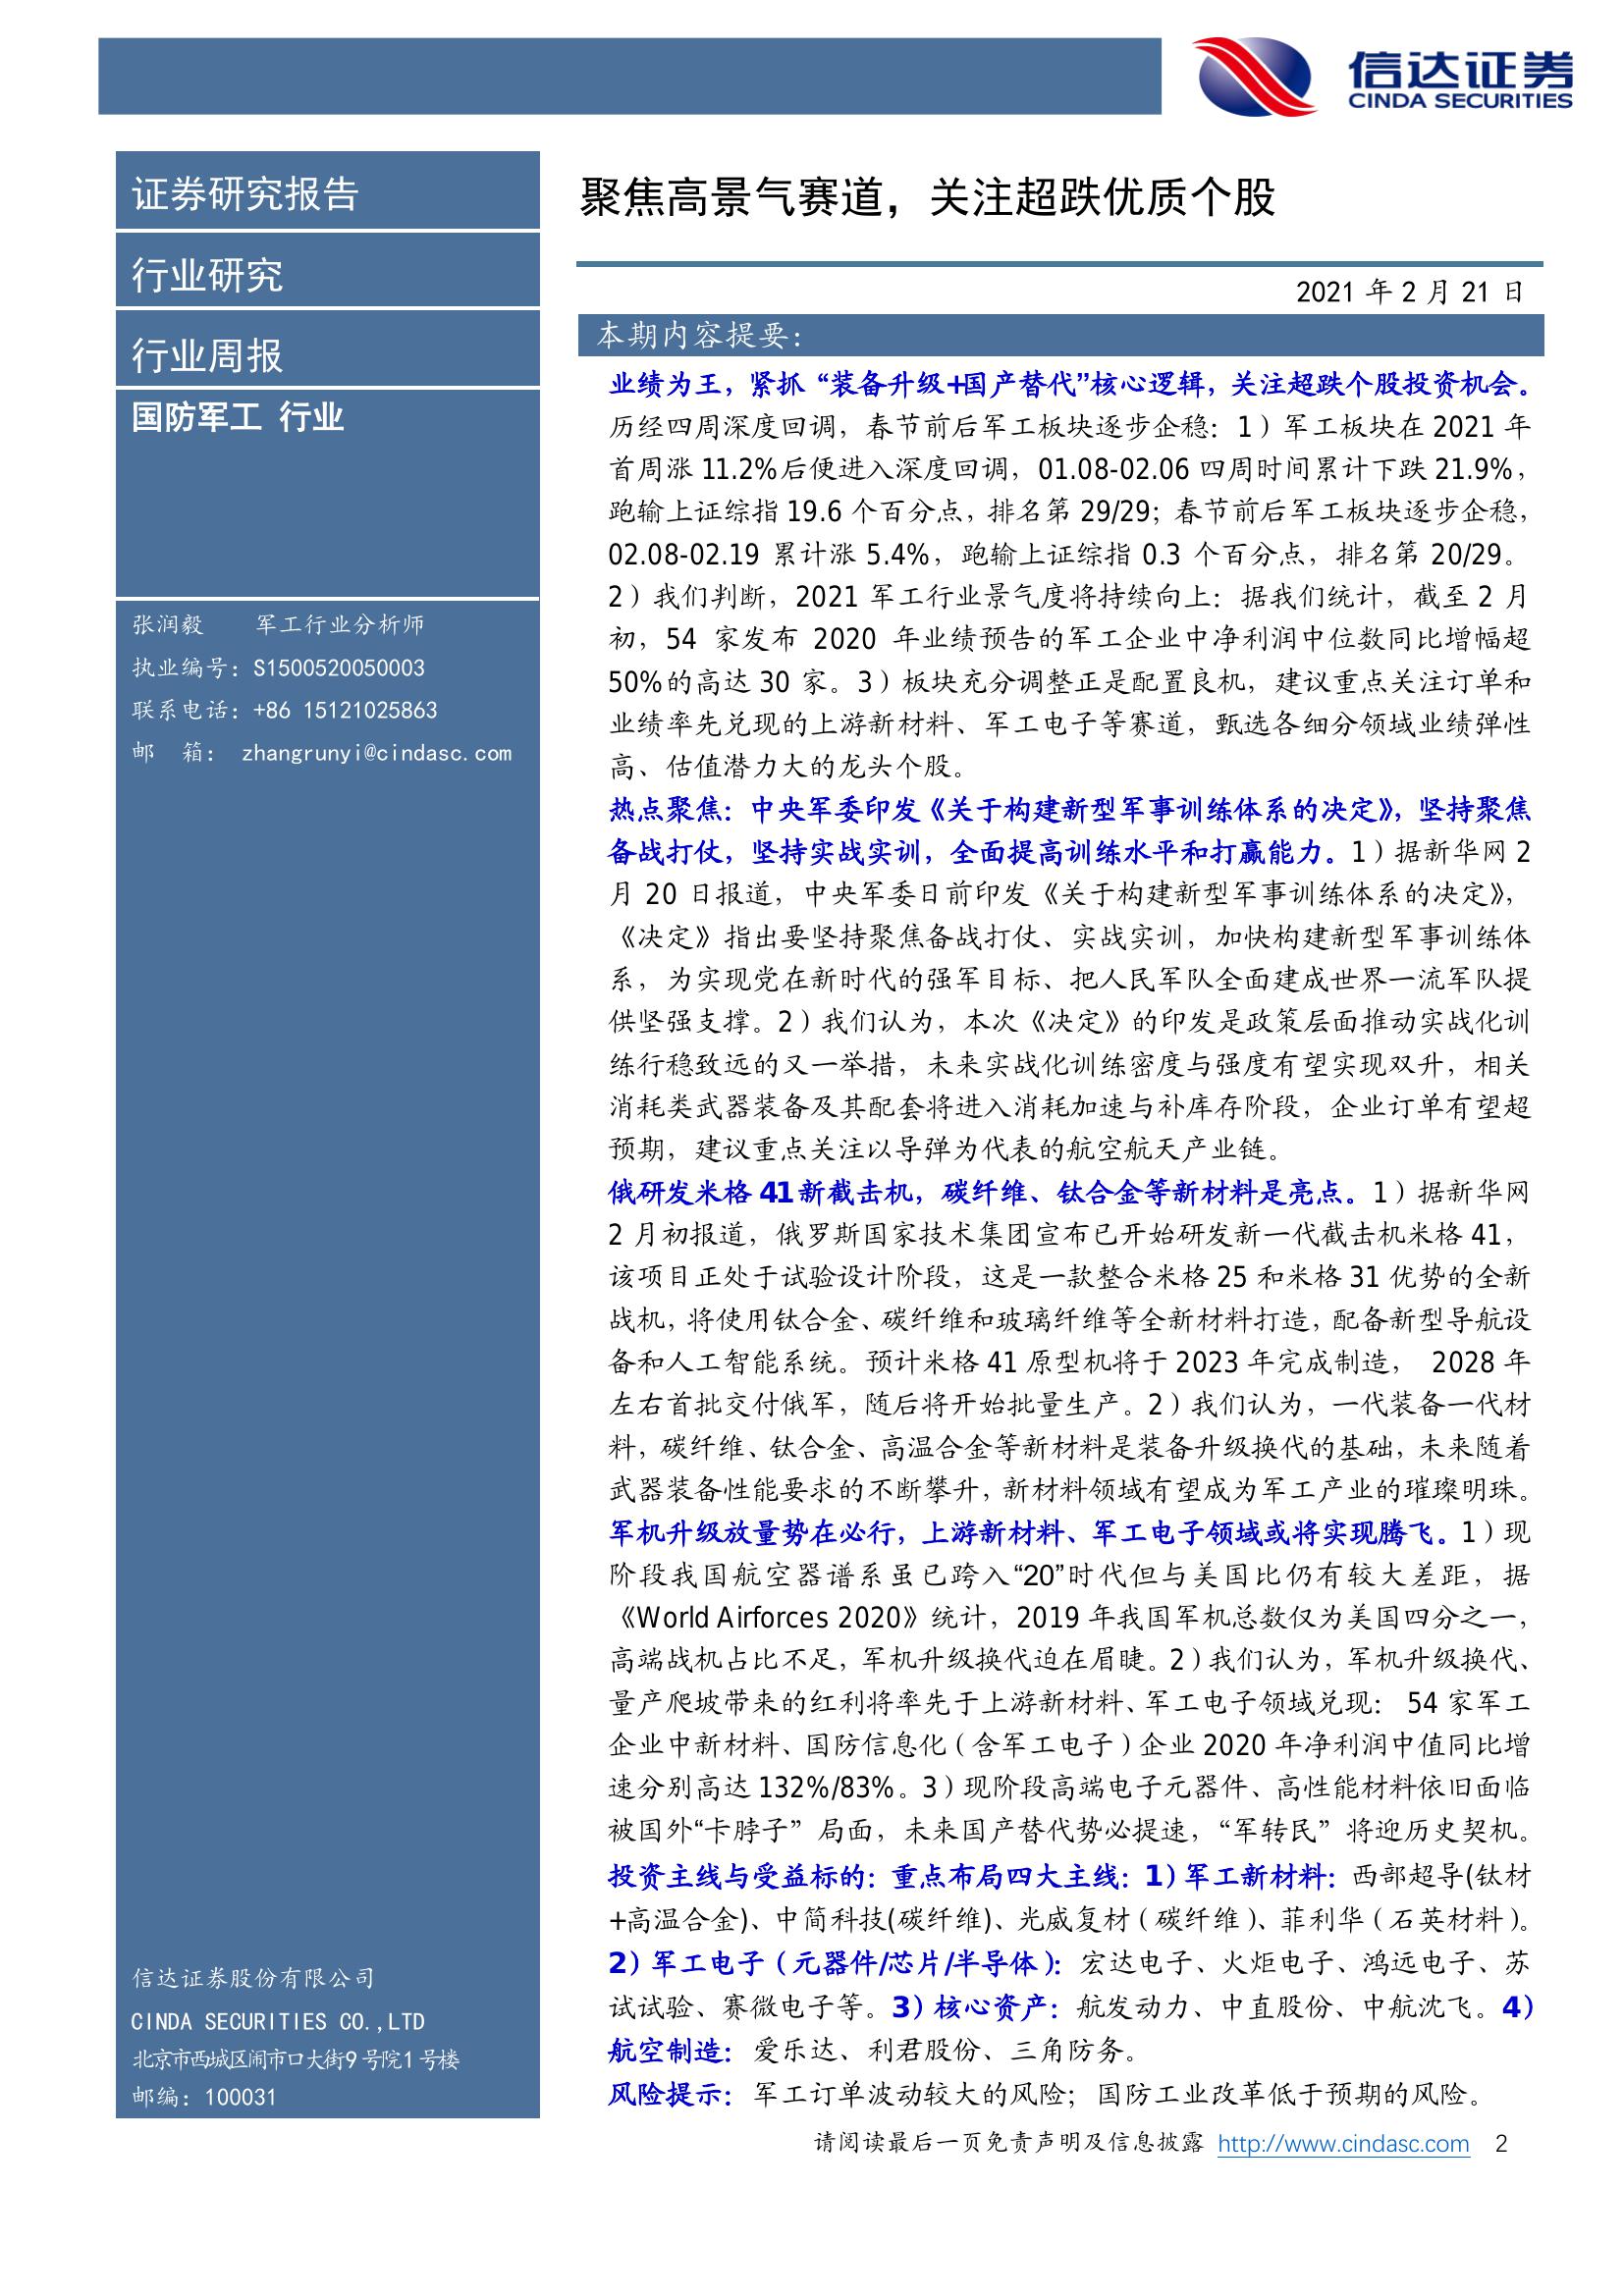 信达证券
CINDA SECURITIES
证券研究报告
行业研究
行业周报
国防军工 行业
张润毅 军工行业分析师
执业编号：S1500520050003
联系电话：+86 15121025863
邮 箱： zhangrunyi@cindasc.com
信达证券股份有限公司
CINDA SECURITIES CO.,LTD
北京市西城区闹市口大街9号院1号楼
邮编：100031
聚焦高景气赛道，关注超跌优质个股
2021 年 2 月 21 日
本期内容提要：
业绩为王，紧抓“装备升级+国产替代”核心逻辑，关注超跌个股投资机会。
历经四周深度回调，春节前后军工板块逐步企稳：1）军工板块在 2021 年
首周涨 11.2%后便进入深度回调，01.08-02.06 四周时间累计下跌 21.9%，
跑输上证综指 19.6 个百分点，排名第 29/29；春节前后军工板块逐步企稳，
02.08-02.19 累计涨 5.4%，跑输上证综指 0.3 个百分点，排名第 20/29。
2）我们判断，2021 军工行业景气度将持续向上：据我们统计，截至 2 月
初，54 家发布 2020 年业绩预告的军工企业中净利润中位数同比增幅超
50%的高达 30 家。3）板块充分调整正是配置良机，建议重点关注订单和
业绩率先兑现的上游新材料、军工电子等赛道，甄选各细分领域业绩弹性
高、估值潜力大的龙头个股。
热点聚焦：中央军委印发《关于构建新型军事训练体系的决定》，坚持聚焦
备战打仗，坚持实战实训，全面提高训练水平和打赢能力。1）据新华网 2
月 20 日报道，中央军委日前印发《关于构建新型军事训练体系的决定》，
《决定》指出要坚持聚焦备战打仗、实战实训，加快构建新型军事训练体
系，为实现党在新时代的强军目标、把人民军队全面建成世界一流军队提
供坚强支撑。2）我们认为，本次《决定》的印发是政策层面推动实战化训
练行稳致远的又一举措，未来实战化训练密度与强度有望实现双升，相关
消耗类武器装备及其配套将进入消耗加速与补库存阶段，企业订单有望超
预期，建议重点关注以导弹为代表的航空航天产业链。
俄研发米格 41 新截击机，碳纤维、钛合金等新材料是亮点。1）据新华网
2 月初报道，俄罗斯国家技术集团宣布已开始研发新一代截击机米格 41，
该项目正处于试验设计阶段，这是一款整合米格 25 和米格 31 优势的全新
战机，将使用钛合金、碳纤维和玻璃纤维等全新材料打造，配备新型导航设
备和人工智能系统。预计米格 41 原型机将于 2023 年完成制造， 2028 年
左右首批交付俄军，随后将开始批量生产。2）我们认为，一代装备一代材
料，碳纤维、钛合金、高温合金等新材料是装备升级换代的基础，未来随着
武器装备性能要求的不断攀升，新材料领域有望成为军工产业的璀璨明珠。
军机升级放量势在必行，上游新材料、军工电子领域或将实现腾飞。1）现
阶段我国航空器谱系虽已跨入“20”时代但与美国比仍有较大差距，据
《World Airforces 2020》统计，2019 年我国军机总数仅为美国四分之一，
高端战机占比不足，军机升级换代迫在眉睫。2）我们认为，军机升级换代、
量产爬坡带来的红利将率先于上游新材料、军工电子领域兑现： 54 家军工
企业中新材料、国防信息化（含军工电子）企业 2020 年净利润中值同比增
速分别高达 132%/83%。3）现阶段高端电子元器件、高性能材料依旧面临
被国外“卡脖子”局面，未来国产替代势必提速，“军转民”将迎历史契机。
投资主线与受益标的：重点布局四大主线：1）军工新材料：西部超导(钛材
+高温合金)、中简科技(碳纤维)、光威复材（碳纤维）、菲利华（石英材料）。
2）军工电子（元器件/芯片/半导体）：宏达电子、火炬电子、鸿远电子、苏
试试验、赛微电子等。3）核心资产：航发动力、中直股份、中航沈飞。4）
航空制造：爱乐达、利君股份、三角防务。
风险提示：军工订单波动较大的风险；国防工业改革低于预期的风险。
请阅读最后一页免责声明及信息披露 http://www.cindasc.com 2